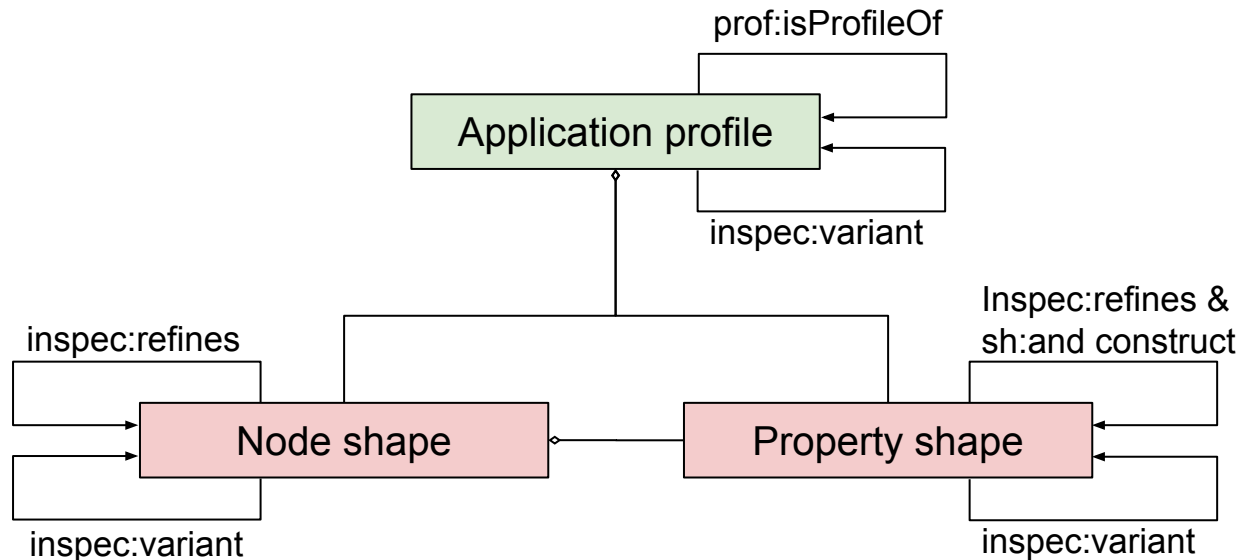 prof:isProfileOf
Application profile
inspec:variant
Inspec:refines &
sh:and construct
inspec:refines
Node shape
Property shape
inspec:variant
inspec:variant